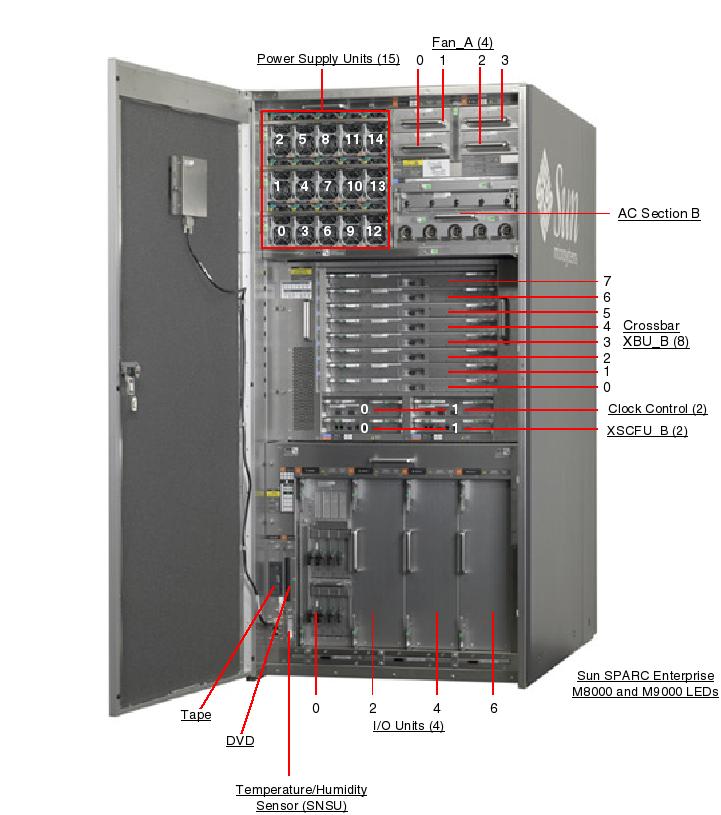 Fan_A (4)
Power Supply Units (15)
0 1 2 3
2 5 8 11 14
1 4 7 10 13
0 3 6 9 12
AC Section B
Sun
microsystems
7
6
5
4 Crossbar
3 XBU_B (8)
2
1
0
0 1 Clock Control (2)
0 1 XSCFU_B (2)
Sun SPARC Enterprise
M8000 and M9000 LEDs
0 2 4 6
I/O Units (4)
Tape
DVD
Temperature/Humidity
Sensor (SNSU)